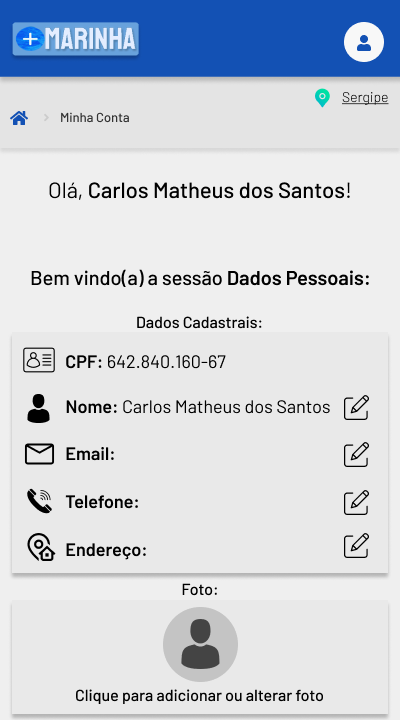 MARINHA
Sergipe
Minha Conta
Olá, Carlos Matheus dos Santos!
Bem vindo(a) a sessão Dados Pessoais:
Dados Cadastrais:
CPF: 642.840.160-67
Nome: Carlos Matheus dos Santos
Email:
Telefone:
Endereço:
Foto:
Clique para adicionar ou alterar foto